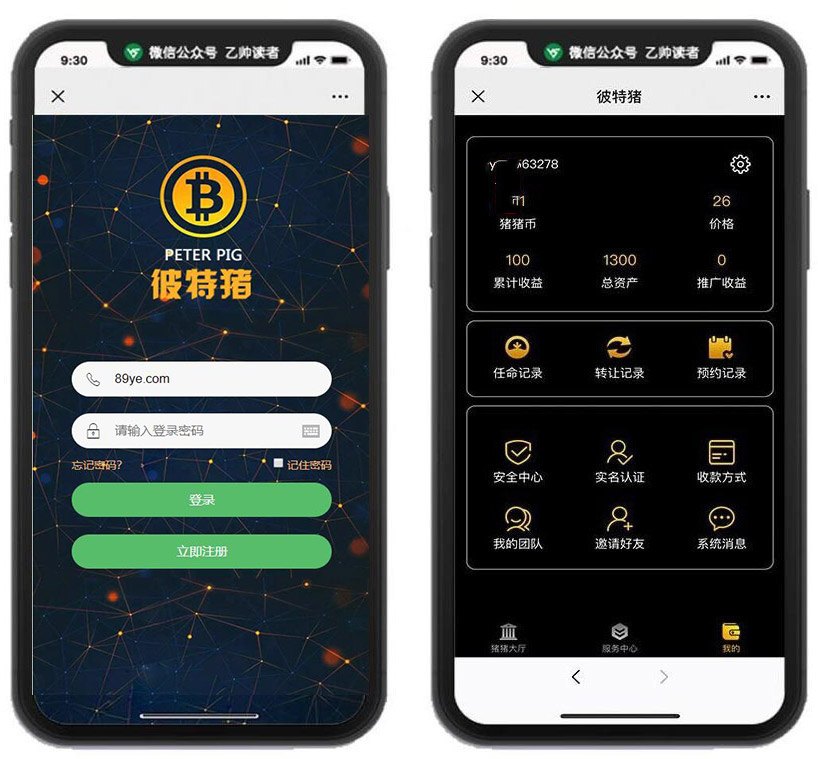 9:30
微信公众号 乙帅读者
PETER PIG
彼特猪
89ye.com
请输入登录密码
忘记密码?
记住密码
登录
立即注册
9:30
微信公众号 乙帅读者
彼特猪
63278
26
猪猪币
价格
100
1300
0
累计收益
总资产
推广收益
任命记录
转让记录
预约记录
安全中心
实名认证
收款方式
我的团队
邀请好友
系统消息
猪猪大厅
服务中心
我的